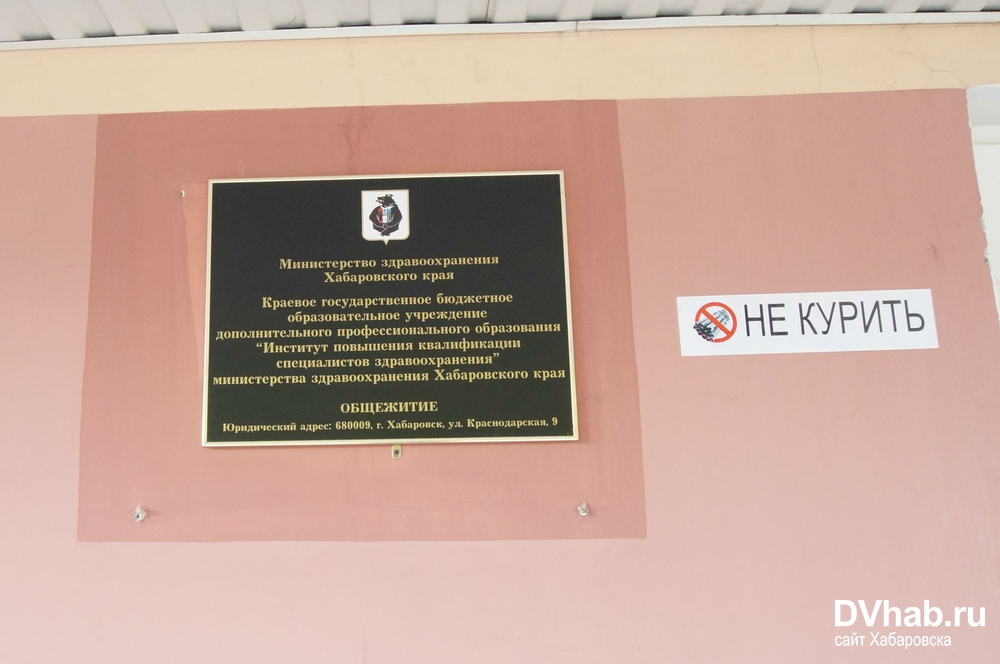 Министерство здравоохранения
Хабаровского края
Краевое государственное бюджетное
образовательное учреждение
дополнительного профессионального образования
“Институт повышения квалификации
специалистов здравоохранения”
министерства здравоохранения Хабаровского края
ОБЩЕЖИТИЕ
Юридический адрес: 680009, г. Хабаровск, ул. Краснодарская, 9
НЕ КУРИТЬ
DVhab.ru
сайт Хабаровска